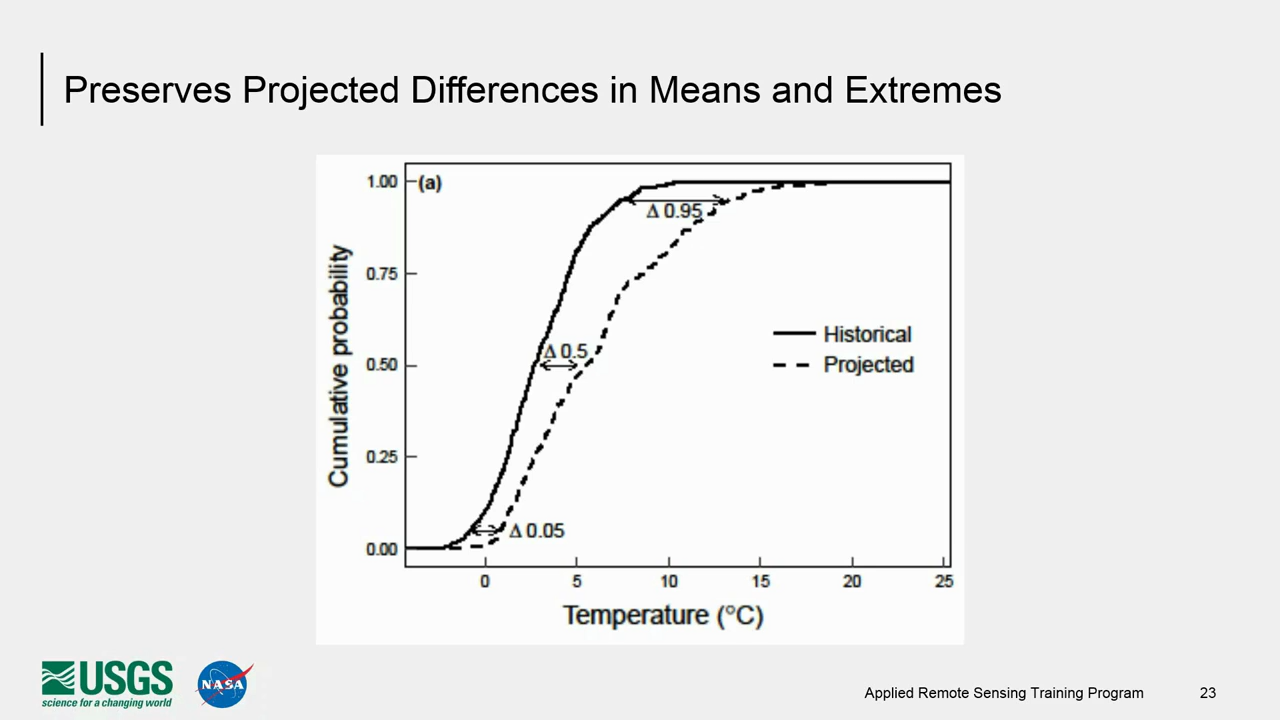 Preserves Projected Differences in Means and Extremes
1.00
(a)
Δ 0.95
0.75
Historical
Δ 0.5
0.50
Projected
Cumulative probability
0.25
Δ 0.05
0.00
0 5 10 15 20 25
Temperature (°C)
USGS
science for a changing world
NASA
Applied Remote Sensing Training Program 23